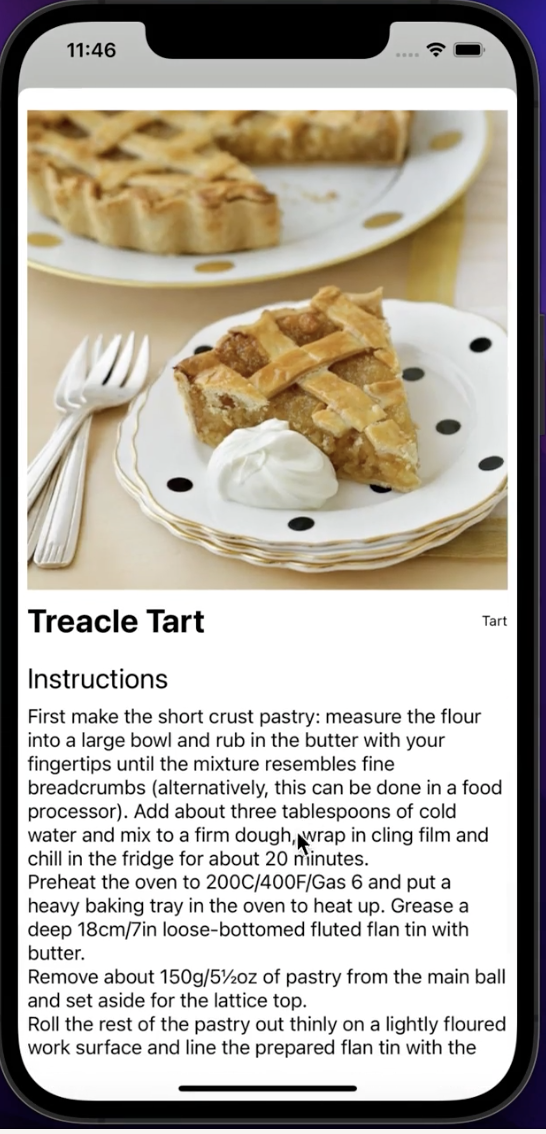 11:46
Treacle Tart
Tart
Instructions
First make the short crust pastry: measure the flour
into a large bowl and rub in the butter with your
fingertips until the mixture resembles fine
breadcrumbs (alternatively, this can be done in a food
processor). Add about three tablespoons of cold
water and mix to a firm dough, wrap in cling film and
chill in the fridge for about 20 minutes.
Preheat the oven to 200C/400F/Gas 6 and put a
heavy baking tray in the oven to heat up. Grease a
deep 18cm/7in loose-bottomed fluted flan tin with
butter.
Remove about 150g/5½oz of pastry from the main ball
and set aside for the lattice top.
Roll the rest of the pastry out thinly on a lightly floured
work surface and line the prepared flan tin with the